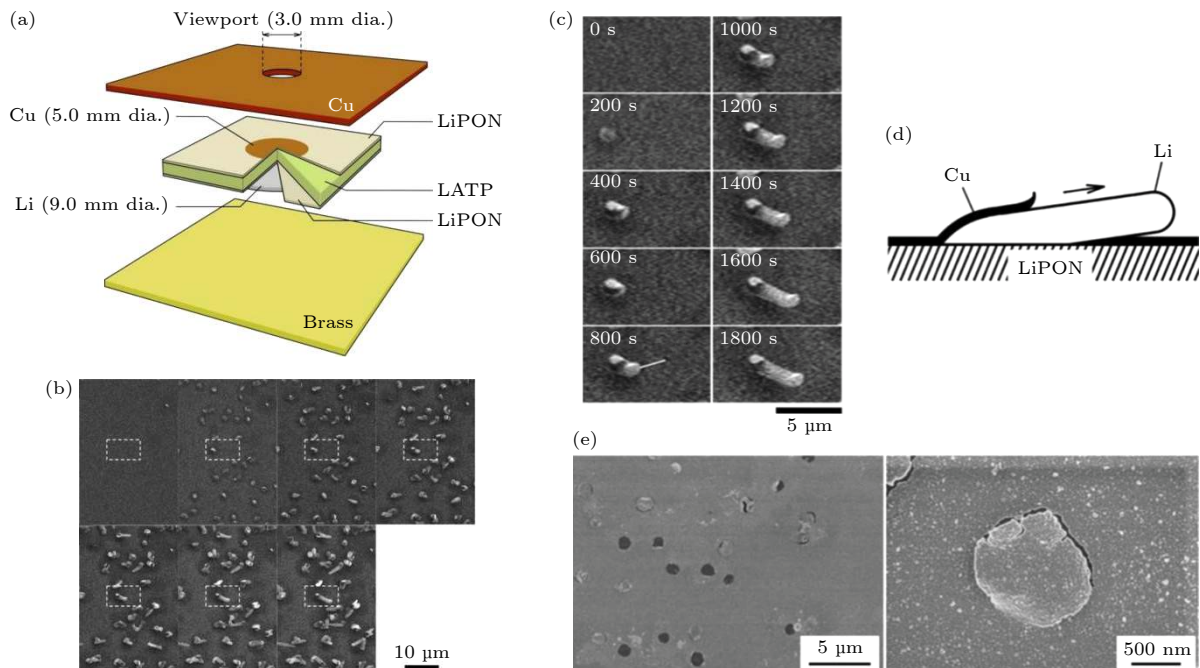 (a)
Viewport (3.0 mm dia.)
Cu
Cu (5.0 mm dia.)
LiPON
LATP
Li (9.0 mm dia.)
LiPON
Brass
(b)
10 µm
(c)
0 s
1000 s
200 s
1200 s
400 s
1400 s
600 s
1600 s
800 s
1800 s
5 µm
(d)
Cu
Li
LiPON
(e)
5 µm
500 nm